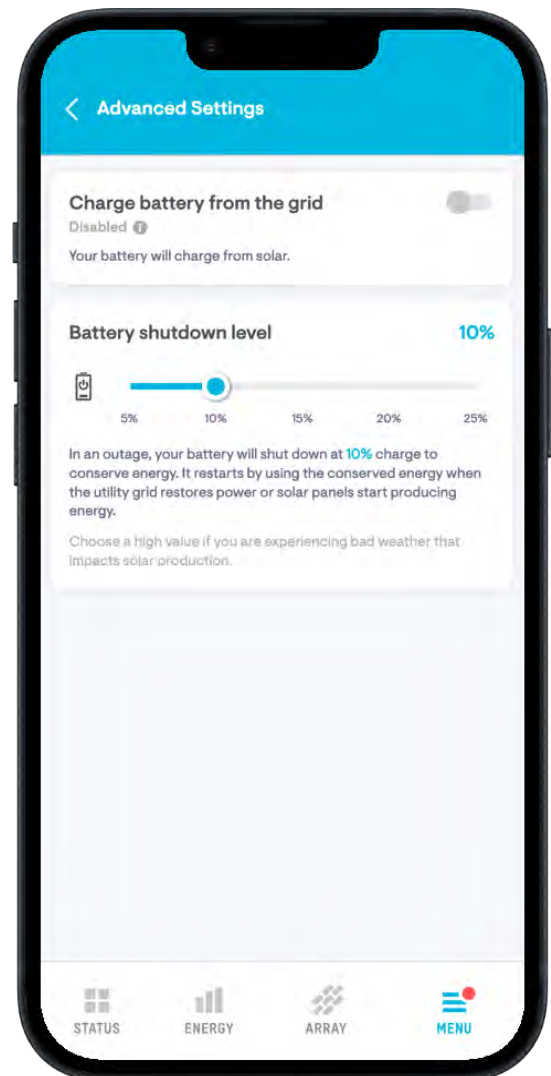 Advanced Settings
Charge battery from the grid
Disabled
Your battery will charge from solar.
Battery shutdown level 10%
5% 10% 15% 20% 25%
In an outage, your battery will shut down at 10% charge to
conserve energy. It restarts by using the conserved energy when
the utility grid restores power or solar panels start producing
energy.
Choose a high value if you are experiencing bad weather that
impacts solar production.
STATUS ENERGY ARRAY MENU